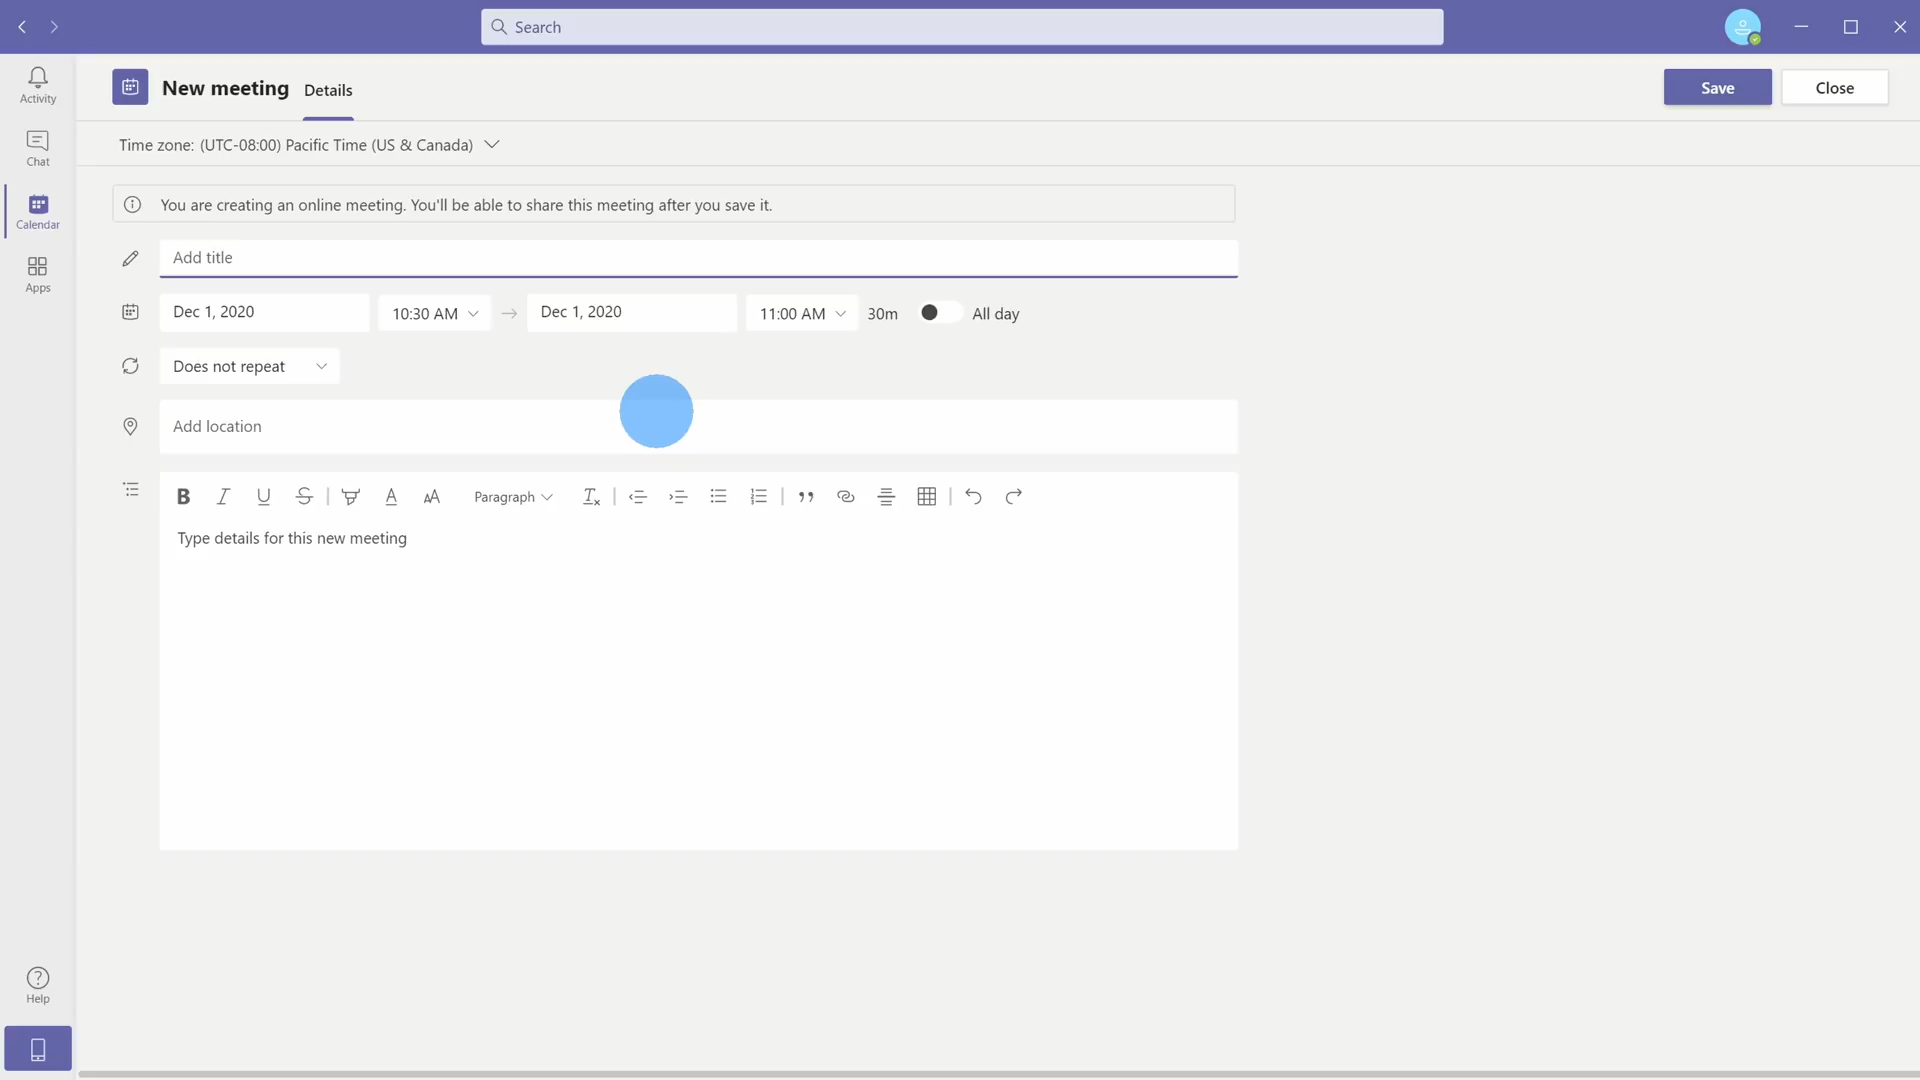 Search
Activity
Chat
Calendar
Apps
Help
New meeting Details
Save Close
Time zone: (UTC-08:00) Pacific Time (US & Canada)
You are creating an online meeting. You'll be able to share this meeting after you save it.
Add title
Dec 1, 2020 10:30 AM Dec 1, 2020 11:00 AM 30m All day
Does not repeat
Add location
Paragraph
Type details for this new meeting